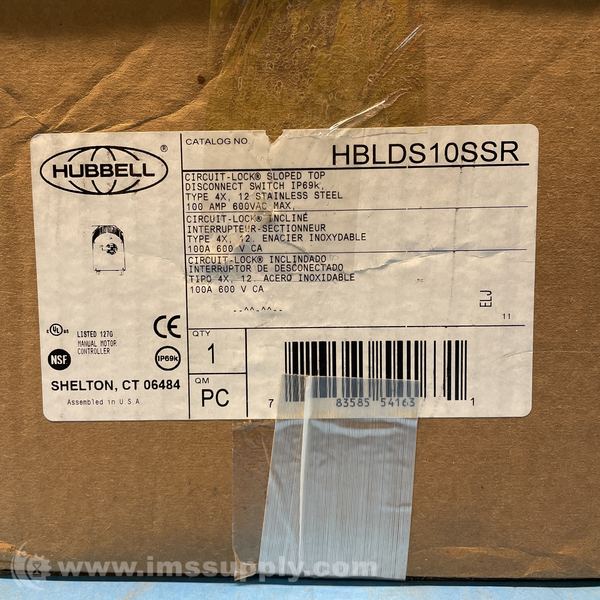 HUBBELL ®
CATALOG NO.
HBLDS10SSR
CIRCUIT-LOCK® SLOPED TOP
DISCONNECT SWITCH IP69k,
TYPE 4X, 12 STAINLESS STEEL
100 AMP 600VAC MAX.
CIRCUIT-LOCK® INCLINÉ
INTERRUPTEUR-SECTIONNEUR
TYPE 4X, 12. ENACIER INOXYDABLE
100A 600 V CA
CIRCUIT-LOCK® INCLINDADO
INTERRUPTOR DE DESCONECTADO
TIPO 4X, 12. ACERO INOXIDABLE
100A 600 V CA
ELJ
11
c UL us
LISTED 127G
MANUAL MOTOR
CONTROLLER
CE
NSF
IP69k
SHELTON, CT 06484
Assembled in U.S.A
QTY
1
QM
PC
7 83585 54163 1
www.imssupply.com